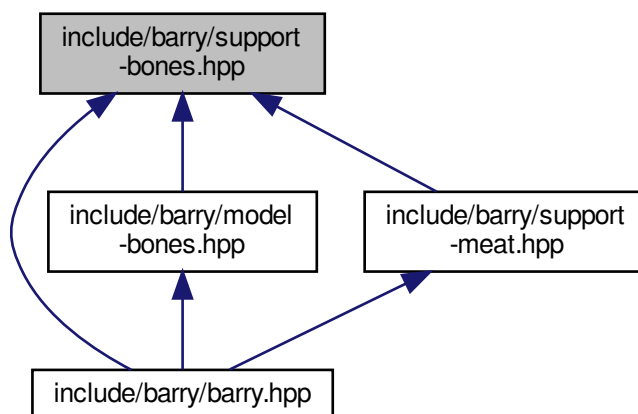 include/barry/support
-bones.hpp
include/barry/model
-bones.hpp
include/barry/support
-meat.hpp
include/barry/barry.hpp